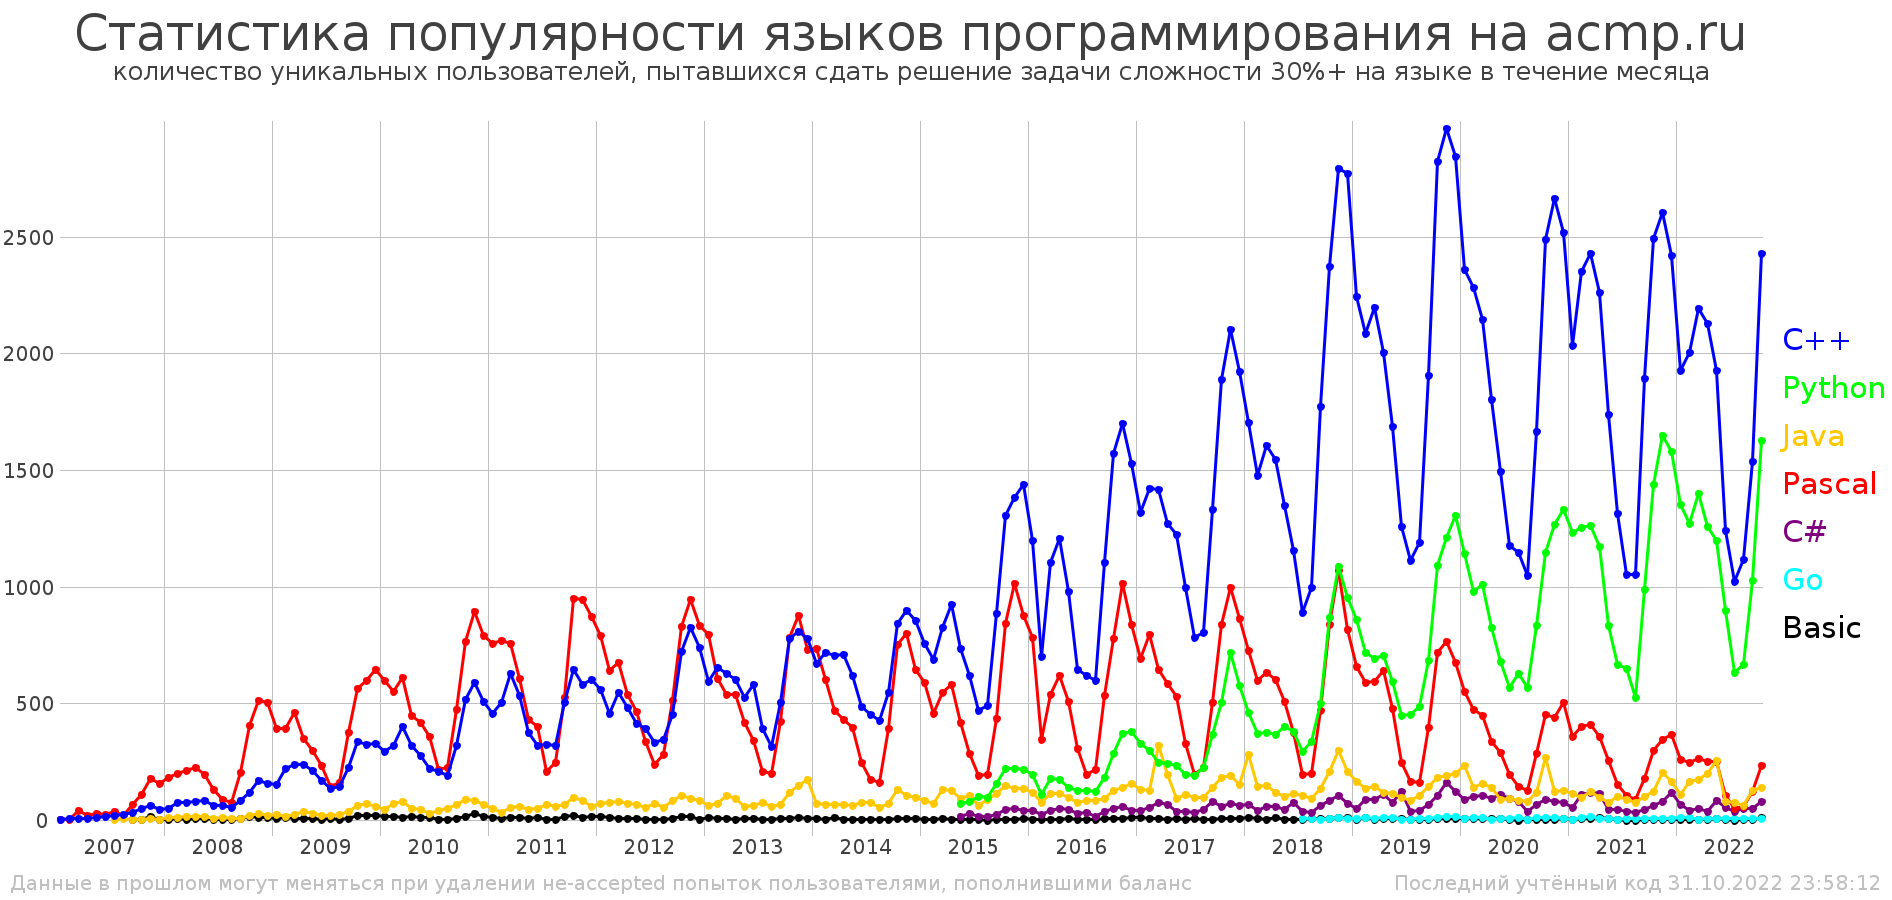 Статистика популярности языков программирования на acmp.ru
количество уникальных пользователей, пытавшихся сдать решение задачи сложности 30%+ на языке в течение месяца
2500
2000
1500
1000
500
0
C++
Python
Java
Pascal
C#
Go
Basic
2007 2008 2009 2010 2011 2012 2013 2014 2015 2016 2017 2018 2019 2020 2021 2022
Данные в прошлом могут меняться при удалении не-accepted попыток пользователями, пополнившими баланс
Последний учтённый код 31.10.2022 23:58:12